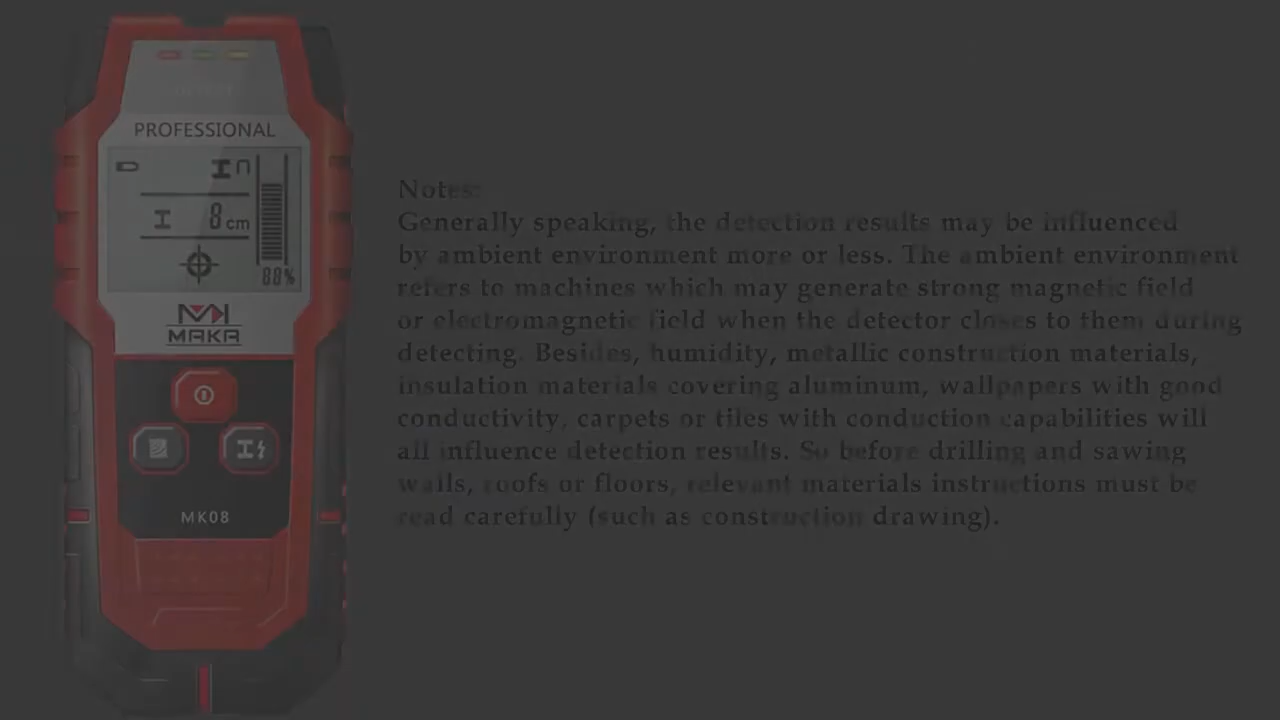 PROFESSIONAL
8 cm
88%
MAKA
MK08
Notes:
Generally speaking, the detection results may be influenced
by ambient environment more or less. The ambient environment
refers to machines which may generate strong magnetic field
or electromagnetic field when the detector closes to them during
detecting. Besides, humidity, metallic construction materials,
insulation materials covering aluminum, wallpapers with good
conductivity, carpets or tiles with conduction capabilities will
all influence detection results. So before drilling and sawing
walls, roofs or floors, relevant materials instructions must be
read carefully (such as construction drawing).